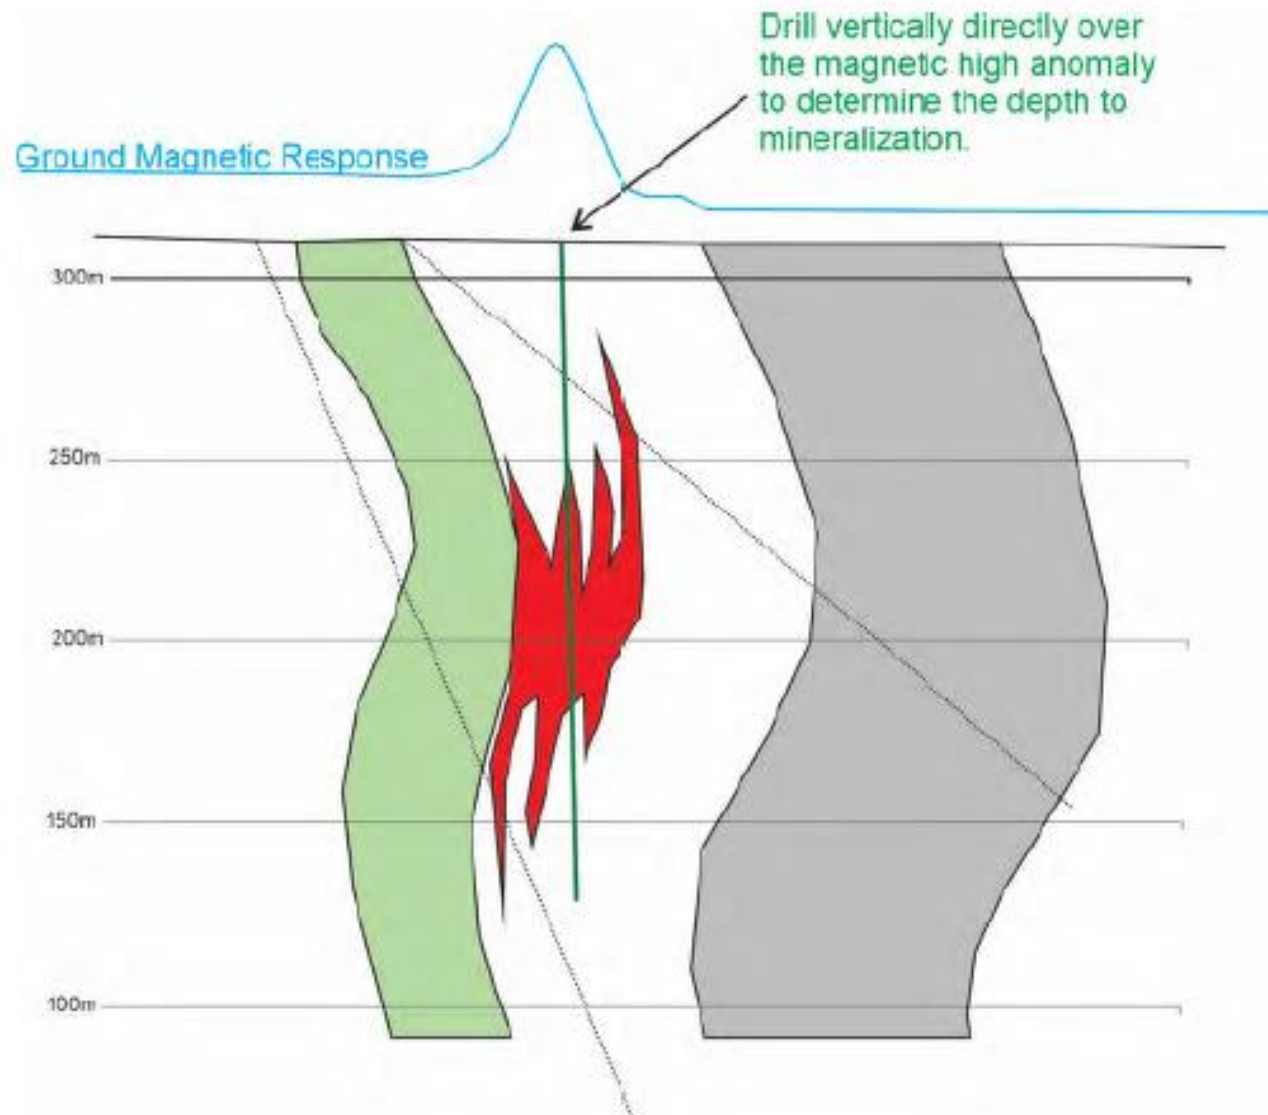 Drill vertically directly over
the magnetic high anomaly
to determine the depth to
mineralization.
Ground Magnetic Response
300m
250m
200m
150m
100m